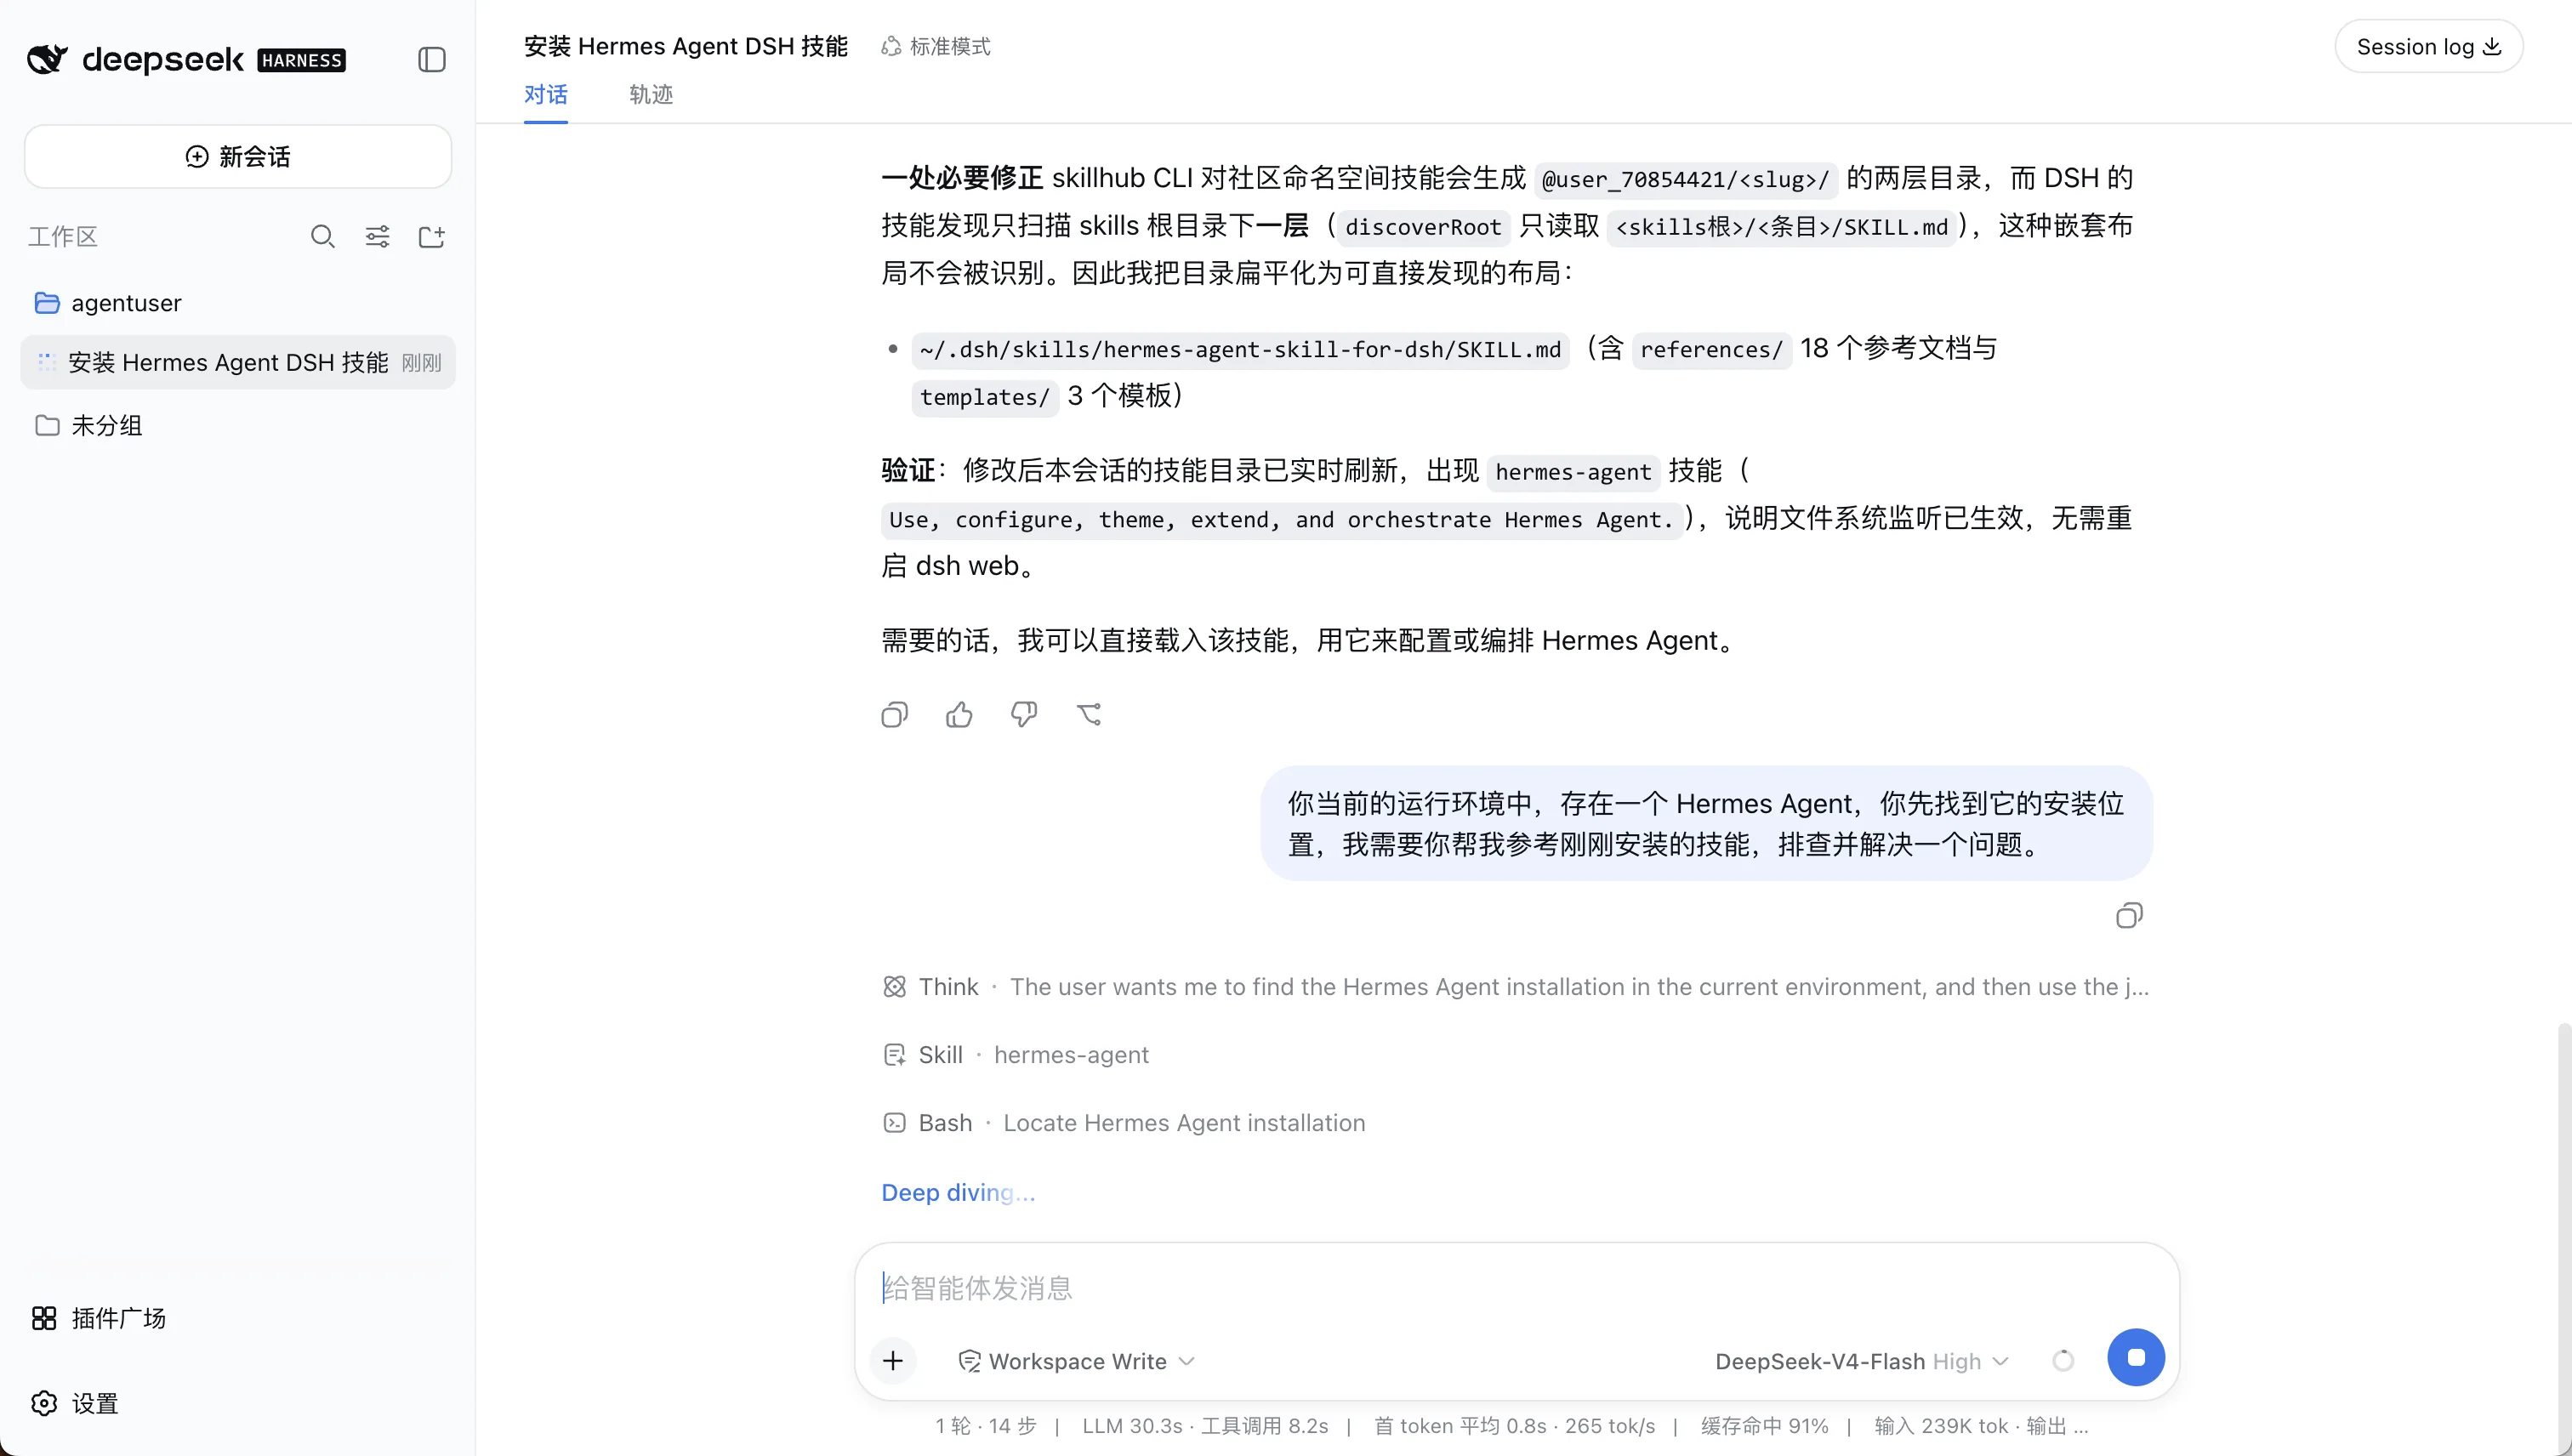 deepseek HARNESS
新会话
工作区
agentuser
安装 Hermes Agent DSH 技能 刚刚
未分组
插件广场
设置
安装 Hermes Agent DSH 技能 标准模式
Session log
对话 轨迹
一处必要修正 skillhub CLI 对社区命名空间技能会生成 @user_70854421/<slug>/ 的两层目录，而 DSH 的
技能发现只扫描 skills 根目录下一层（ discoverRoot 只读取 <skills根>/<条目>/SKILL.md），这种嵌套布
局不会被识别。因此我把目录扁平化为可直接发现的布局：
• ~/.dsh/skills/hermes-agent-skill-for-dsh/SKILL.md （含 references/ 18 个参考文档与
templates/ 3 个模板）
验证：修改后本会话的技能目录已实时刷新，出现 hermes-agent 技能（
Use, configure, theme, extend, and orchestrate Hermes Agent.），说明文件系统监听已生效，无需重
启 dsh web。
需要的话，我可以直接载入该技能，用它来配置或编排 Hermes Agent。
你当前的运行环境中，存在一个 Hermes Agent，你先找到它的安装位
置，我需要你帮我参考刚刚安装的技能，排查并解决一个问题。
Think · The user wants me to find the Hermes Agent installation in the current environment, and then use the j...
Skill · hermes-agent
Bash · Locate Hermes Agent installation
Deep diving...
给智能体发消息
Workspace Write
DeepSeek-V4-Flash High
1 轮 · 14 步 | LLM 30.3s · 工具调用 8.2s | 首 token 平均 0.8s · 265 tok/s | 缓存命中 91% | 输入 239K tok · 输出 ...